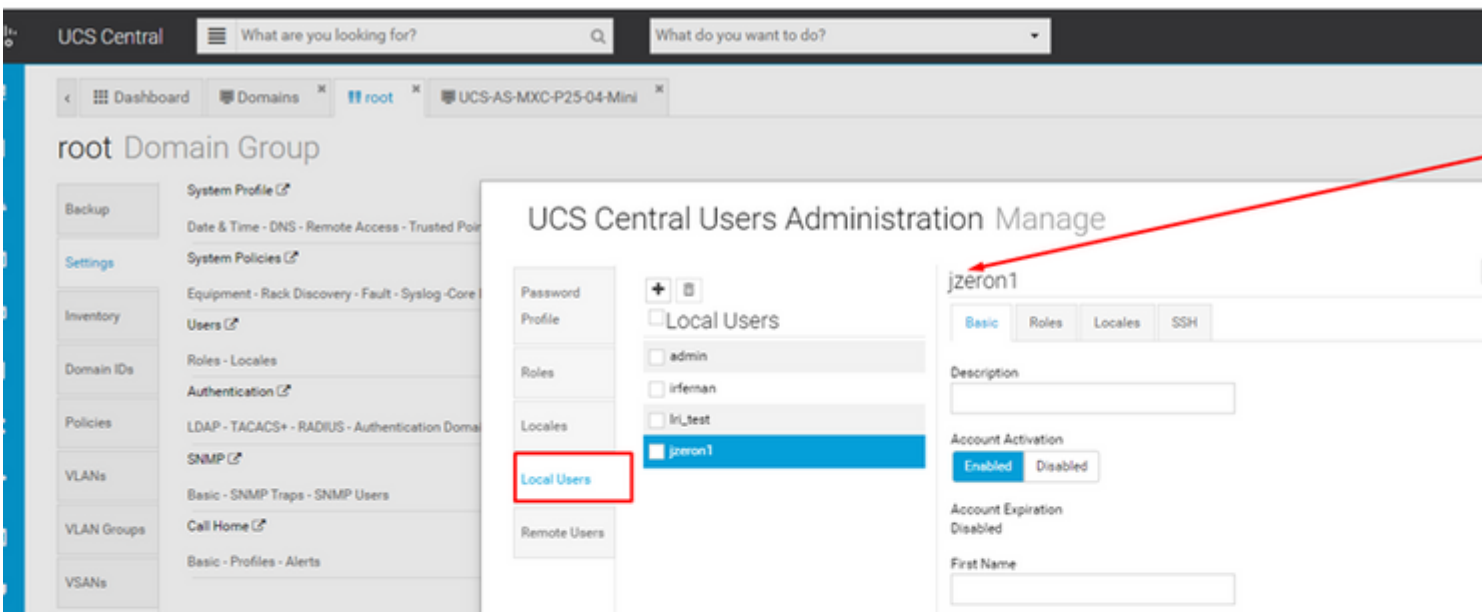 UCS Central
What are you looking for?
What do you want to do?
Dashboard
Domains
root
UCS-AS-MXC-P25-04-Mini
root Domain Group
Backup
Settings
Inventory
Domain IDs
Policies
VLANs
VLAN Groups
VSANs
System Profile
Date & Time - DNS - Remote Access - Trusted Poin
System Policies
Equipment - Rack Discovery - Fault - Syslog -Core
Users
Roles - Locales
Authentication
LDAP - TACACS+ - RADIUS - Authentication Domai
SNMP
Basic - SNMP Traps - SNMP Users
Call Home
Basic - Profiles - Alerts
UCS Central Users Administration Manage
Password
Profile
Roles
Locales
Local Users
Remote Users
Local Users
admin
irfernan
lri_test
jzeron1
jzeron1
Basic
Roles
Locales
SSH
Description
Account Activation
Enabled
Disabled
Account Expiration
Disabled
First Name